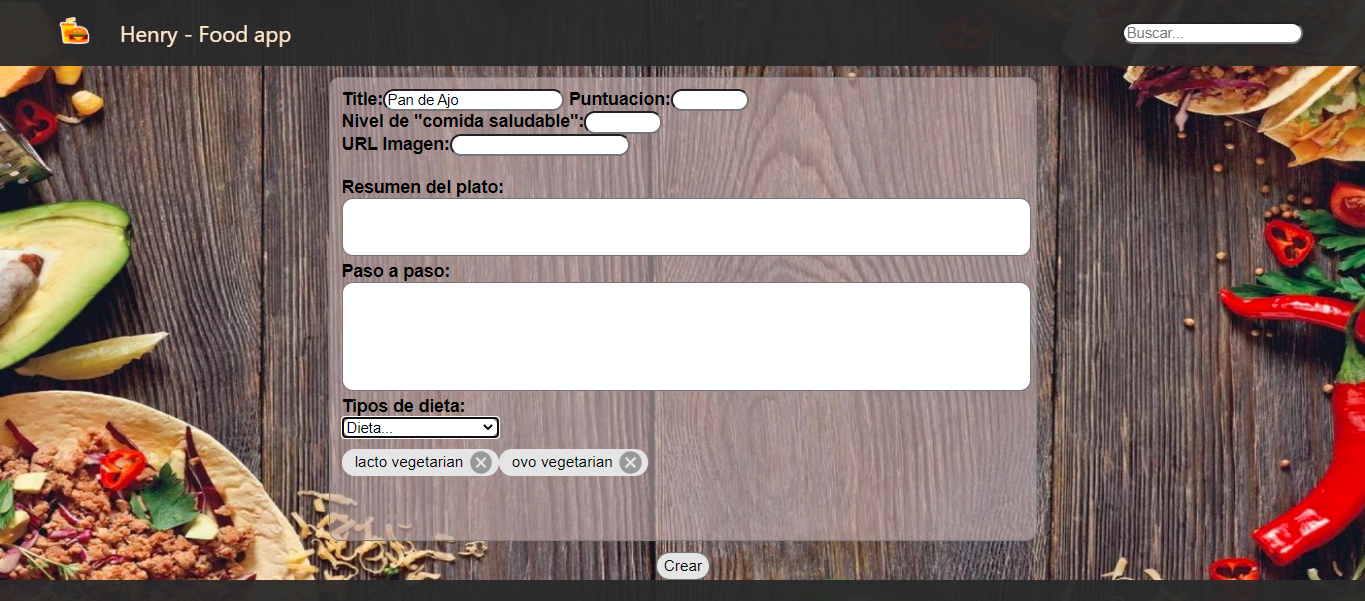 Henry - Food app
Buscar...
Title: Pan de Ajo Puntuacion:
Nivel de "comida saludable":
URL Imagen:
Resumen del plato:
Paso a paso:
Tipos de dieta:
Dieta...
lacto vegetarian ovo vegetarian
Crear